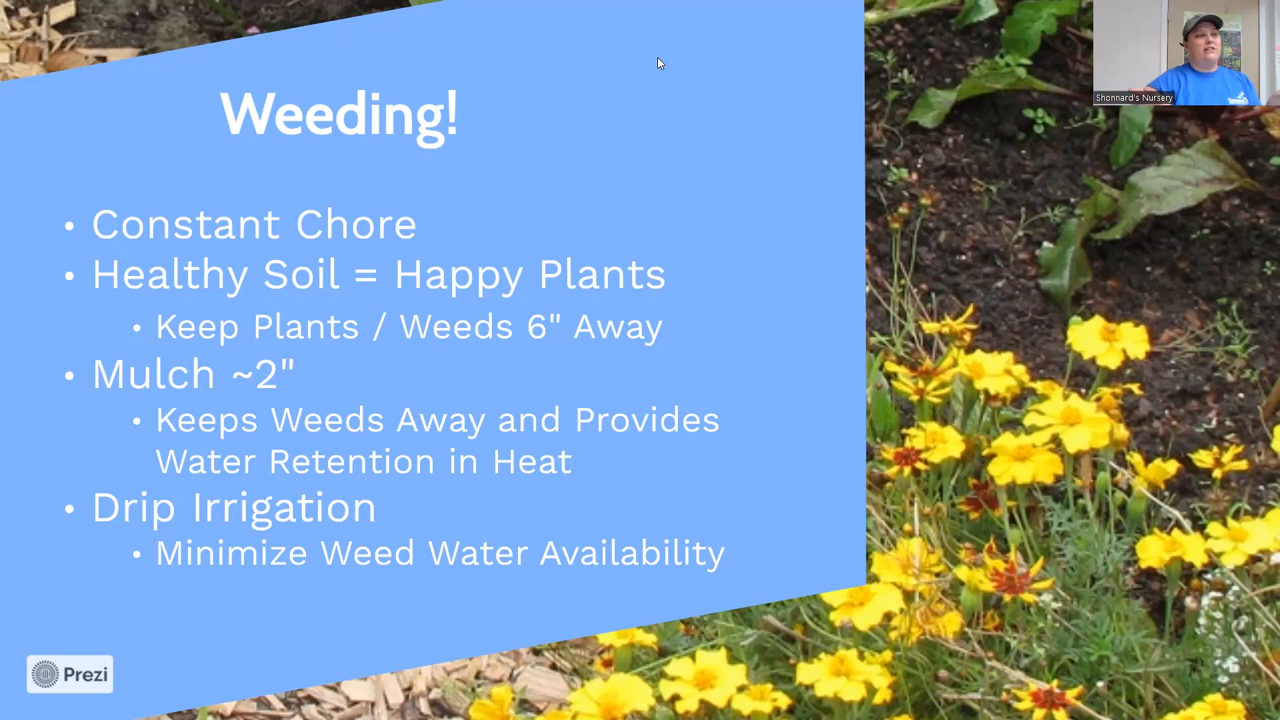 Shonnard's Nursery
Weeding!
• Constant Chore
• Healthy Soil = Happy Plants
• Keep Plants / Weeds 6" Away
• Mulch ~2"
• Keeps Weeds Away and Provides
Water Retention in Heat
• Drip Irrigation
• Minimize Weed Water Availability
Prezi